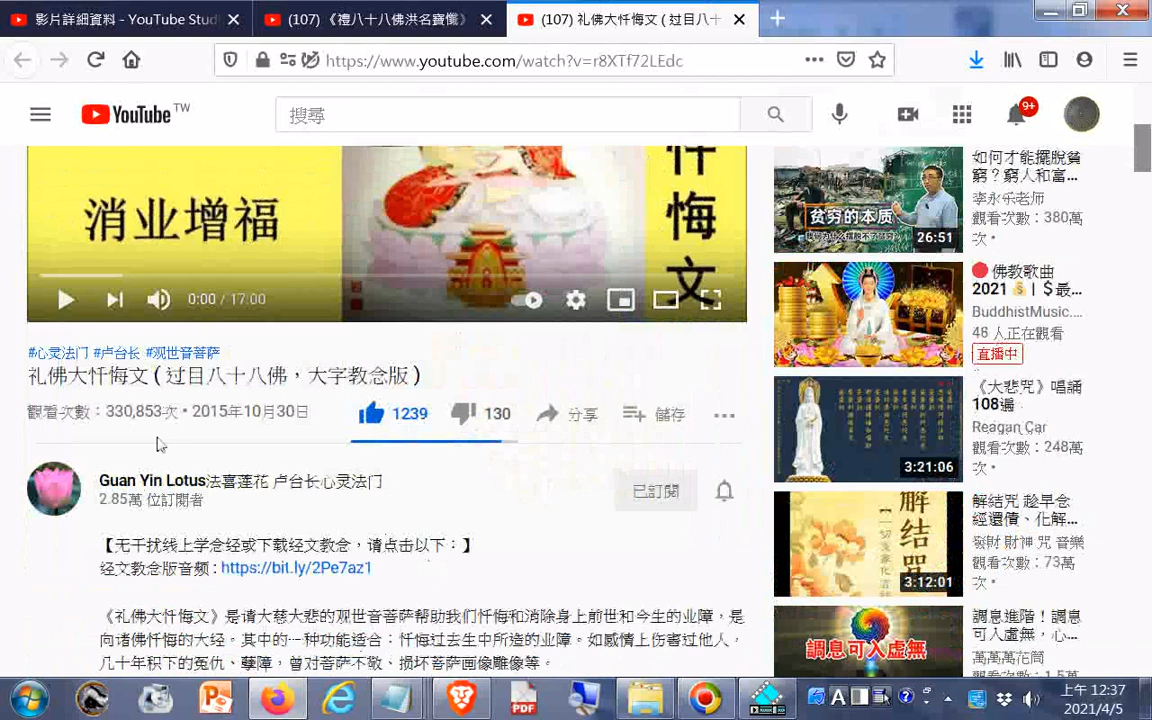 影片詳細資料 - YouTube Stud
(107) 《禮八十八佛洪名寶懺》
(107) 礼佛大忏悔文 ( 过目八十
https://www.youtube.com/watch?v=r8XTf72LEdc
YouTube TW
搜尋
9+
消业增福
忏悔文
0:00 / 17:00
#心灵法门 #卢台长 #观世音菩萨
礼佛大忏悔文 ( 过目八十八佛，大字教念版 )
觀看次數：330,853次 • 2015年10月30日
1239
130
分享
儲存
Guan Yin Lotus法喜莲花 卢台长心灵法门
2.85萬 位訂閱者
已訂閱
【无干扰线上学念经或下载经文教念，请点击以下：】
经文教念版音频 : https://bit.ly/2Pe7az1
《礼佛大忏悔文》是请大慈大悲的观世音菩萨帮助我们忏悔和消除身上前世和今生的业障，是
向诸佛忏悔的大经。其中的一种功能适合：忏悔过去生中所造的业障。如感情上伤害过他人，
几十年积下的冤仇、孽障，曾对菩萨不敬、损坏菩萨画像雕像等。
贫穷的本质
26:51
如何才能擺脫貧
窮？窮人和富...
李永乐老师
觀看次數：380萬
次 •
佛教歌曲
2021 | $最...
BuddhistMusic....
48 人正在觀看
直播中
3:21:06
《大悲咒》唱誦
108遍
Reagan Car
觀看次數：248萬
次 •
解结咒
3:12:01
解結咒 趁早念
經還債、化解...
發財 財神 咒 音樂
觀看次數：73萬
次 •
調息可入虛無
調息進階！調息
可入虛無，心...
萬萬萬花筒
PDF
A
上午 12:37
2021/4/5